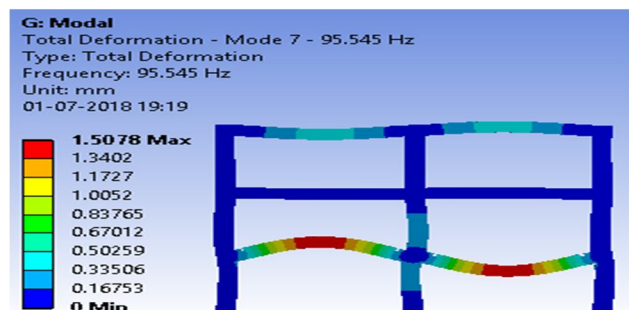 G: Modal
Total Deformation - Mode 7 - 95.545 Hz
Type: Total Deformation
Frequency: 95.545 Hz
Unit: mm
01-07-2018 19:19
1.5078 Max
1.3402
1.1727
1.0052
0.83765
0.67012
0.50259
0.33506
0.16753
0 Min